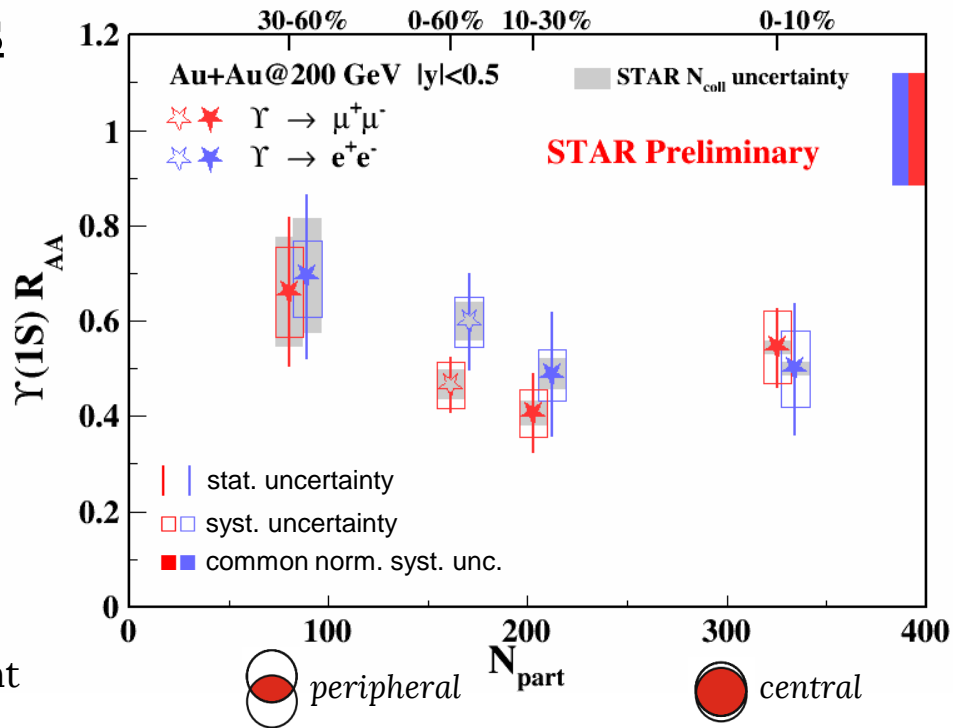 30-60% 0-60% 10-30% 0-10%
1.2
Au+Au@200 GeV |y|<0.5
STAR N_coll uncertainty
ϒ → μ⁺μ⁻
1
ϒ → e⁺e⁻
STAR Preliminary
0.8
ϒ(1S) R_AA
0.6
0.4
stat. uncertainty
syst. uncertainty
0.2
common norm. syst. unc.
0
0 100 200 300 400
N_part
nt
peripheral
central